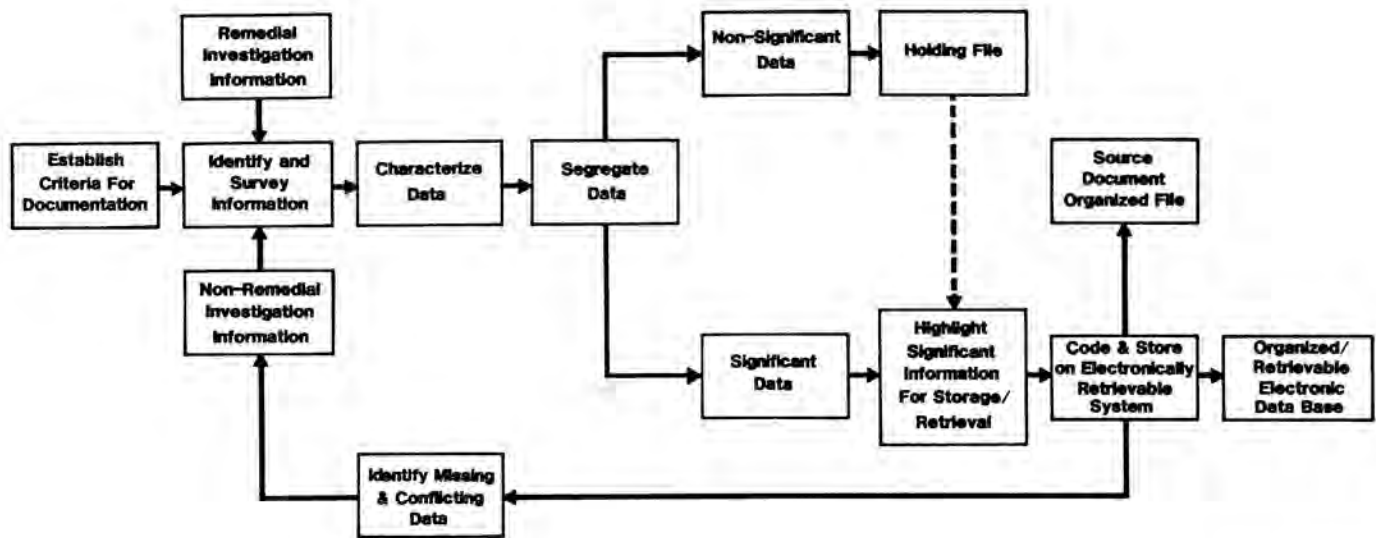 Remedial
Investigation
Information
Non-Significant
Data
Holding File
Establish
Criteria For
Documentation
Identify and
Survey
Information
Characterize
Data
Segregate
Data
Source
Document
Organized File
Non-Remedial
Investigation
Information
Significant
Data
Highlight
Significant
Information
For Storage/
Retrieval
Code & Store
on Electronically
Retrievable
System
Organized/
Retrievable
Electronic
Data Base
Identify Missing
& Conflicting
Data